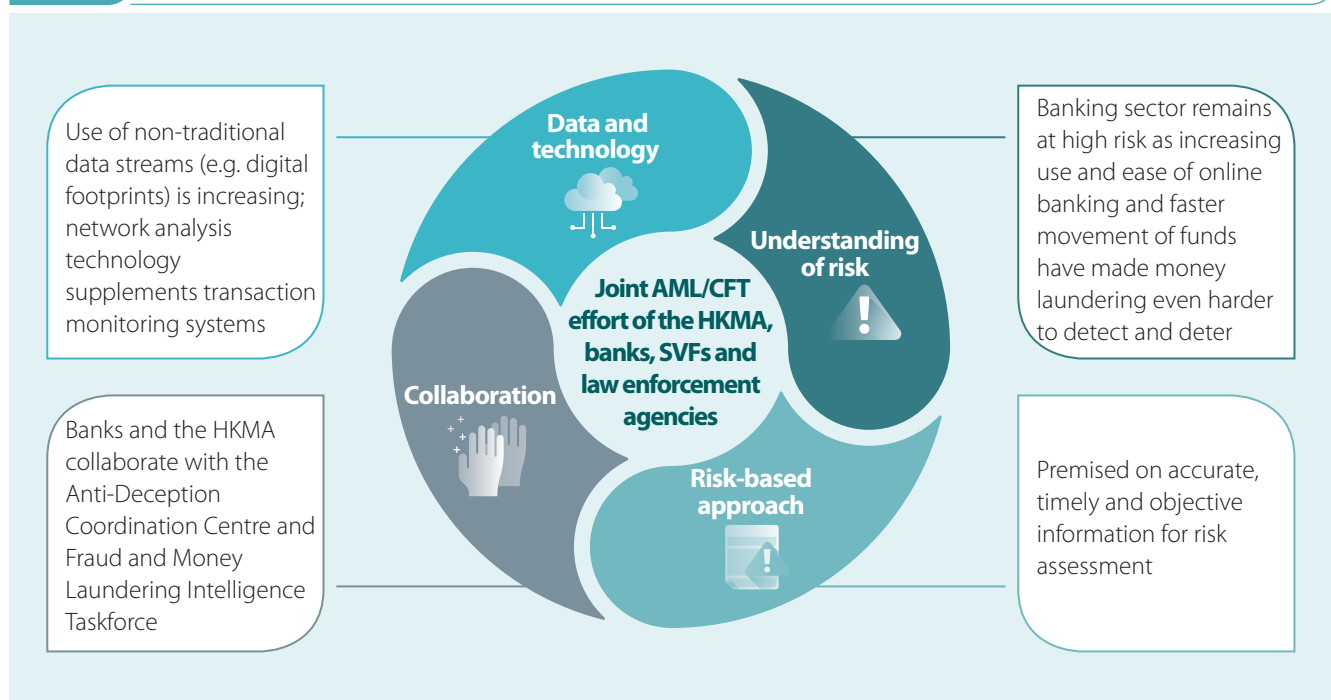 Use of non-traditional
data streams (e.g. digital
footprints) is increasing;
network analysis
technology
supplements transaction
monitoring systems
Data and
technology
Understanding
of risk
Banking sector remains
at high risk as increasing
use and ease of online
banking and faster
movement of funds
have made money
laundering even harder
to detect and deter
Joint AML/CFT
effort of the HKMA,
banks, SVFs and
law enforcement
agencies
Collaboration
Banks and the HKMA
collaborate with the
Anti-Deception
Coordination Centre and
Fraud and Money
Laundering Intelligence
Taskforce
Risk-based
approach
Premised on accurate,
timely and objective
information for risk
assessment